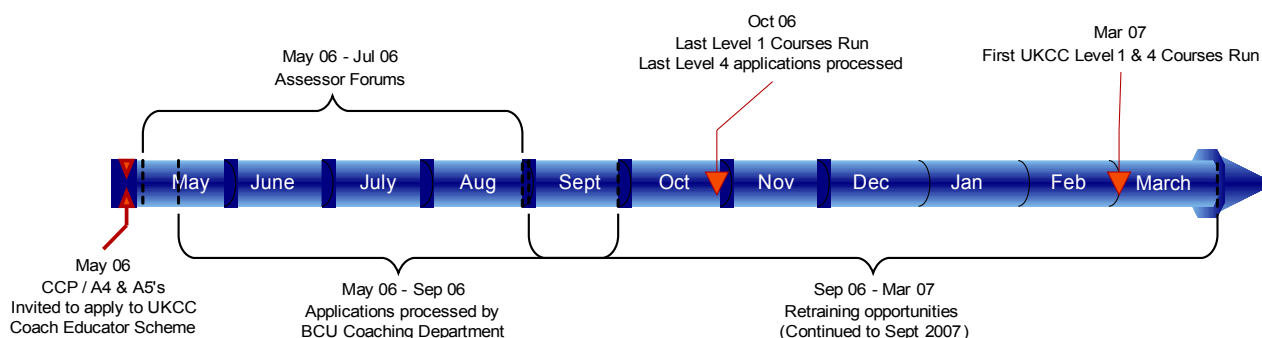 Oct 06
Last Level 1 Courses Run
Last Level 4 applications processed
Mar 07
First UKCC Level 1 & 4 Courses Run
May 06 - Jul 06
Assessor Forums
May June July Aug Sept Oct Nov Dec Jan Feb March
May 06
CCP / A4 & A5's
Invited to apply to UKCC
Coach Educator Scheme
May 06 - Sep 06
Applications processed by
BCU Coaching Department
Sep 06 - Mar 07
Retraining opportunities
(Continued to Sept 2007)